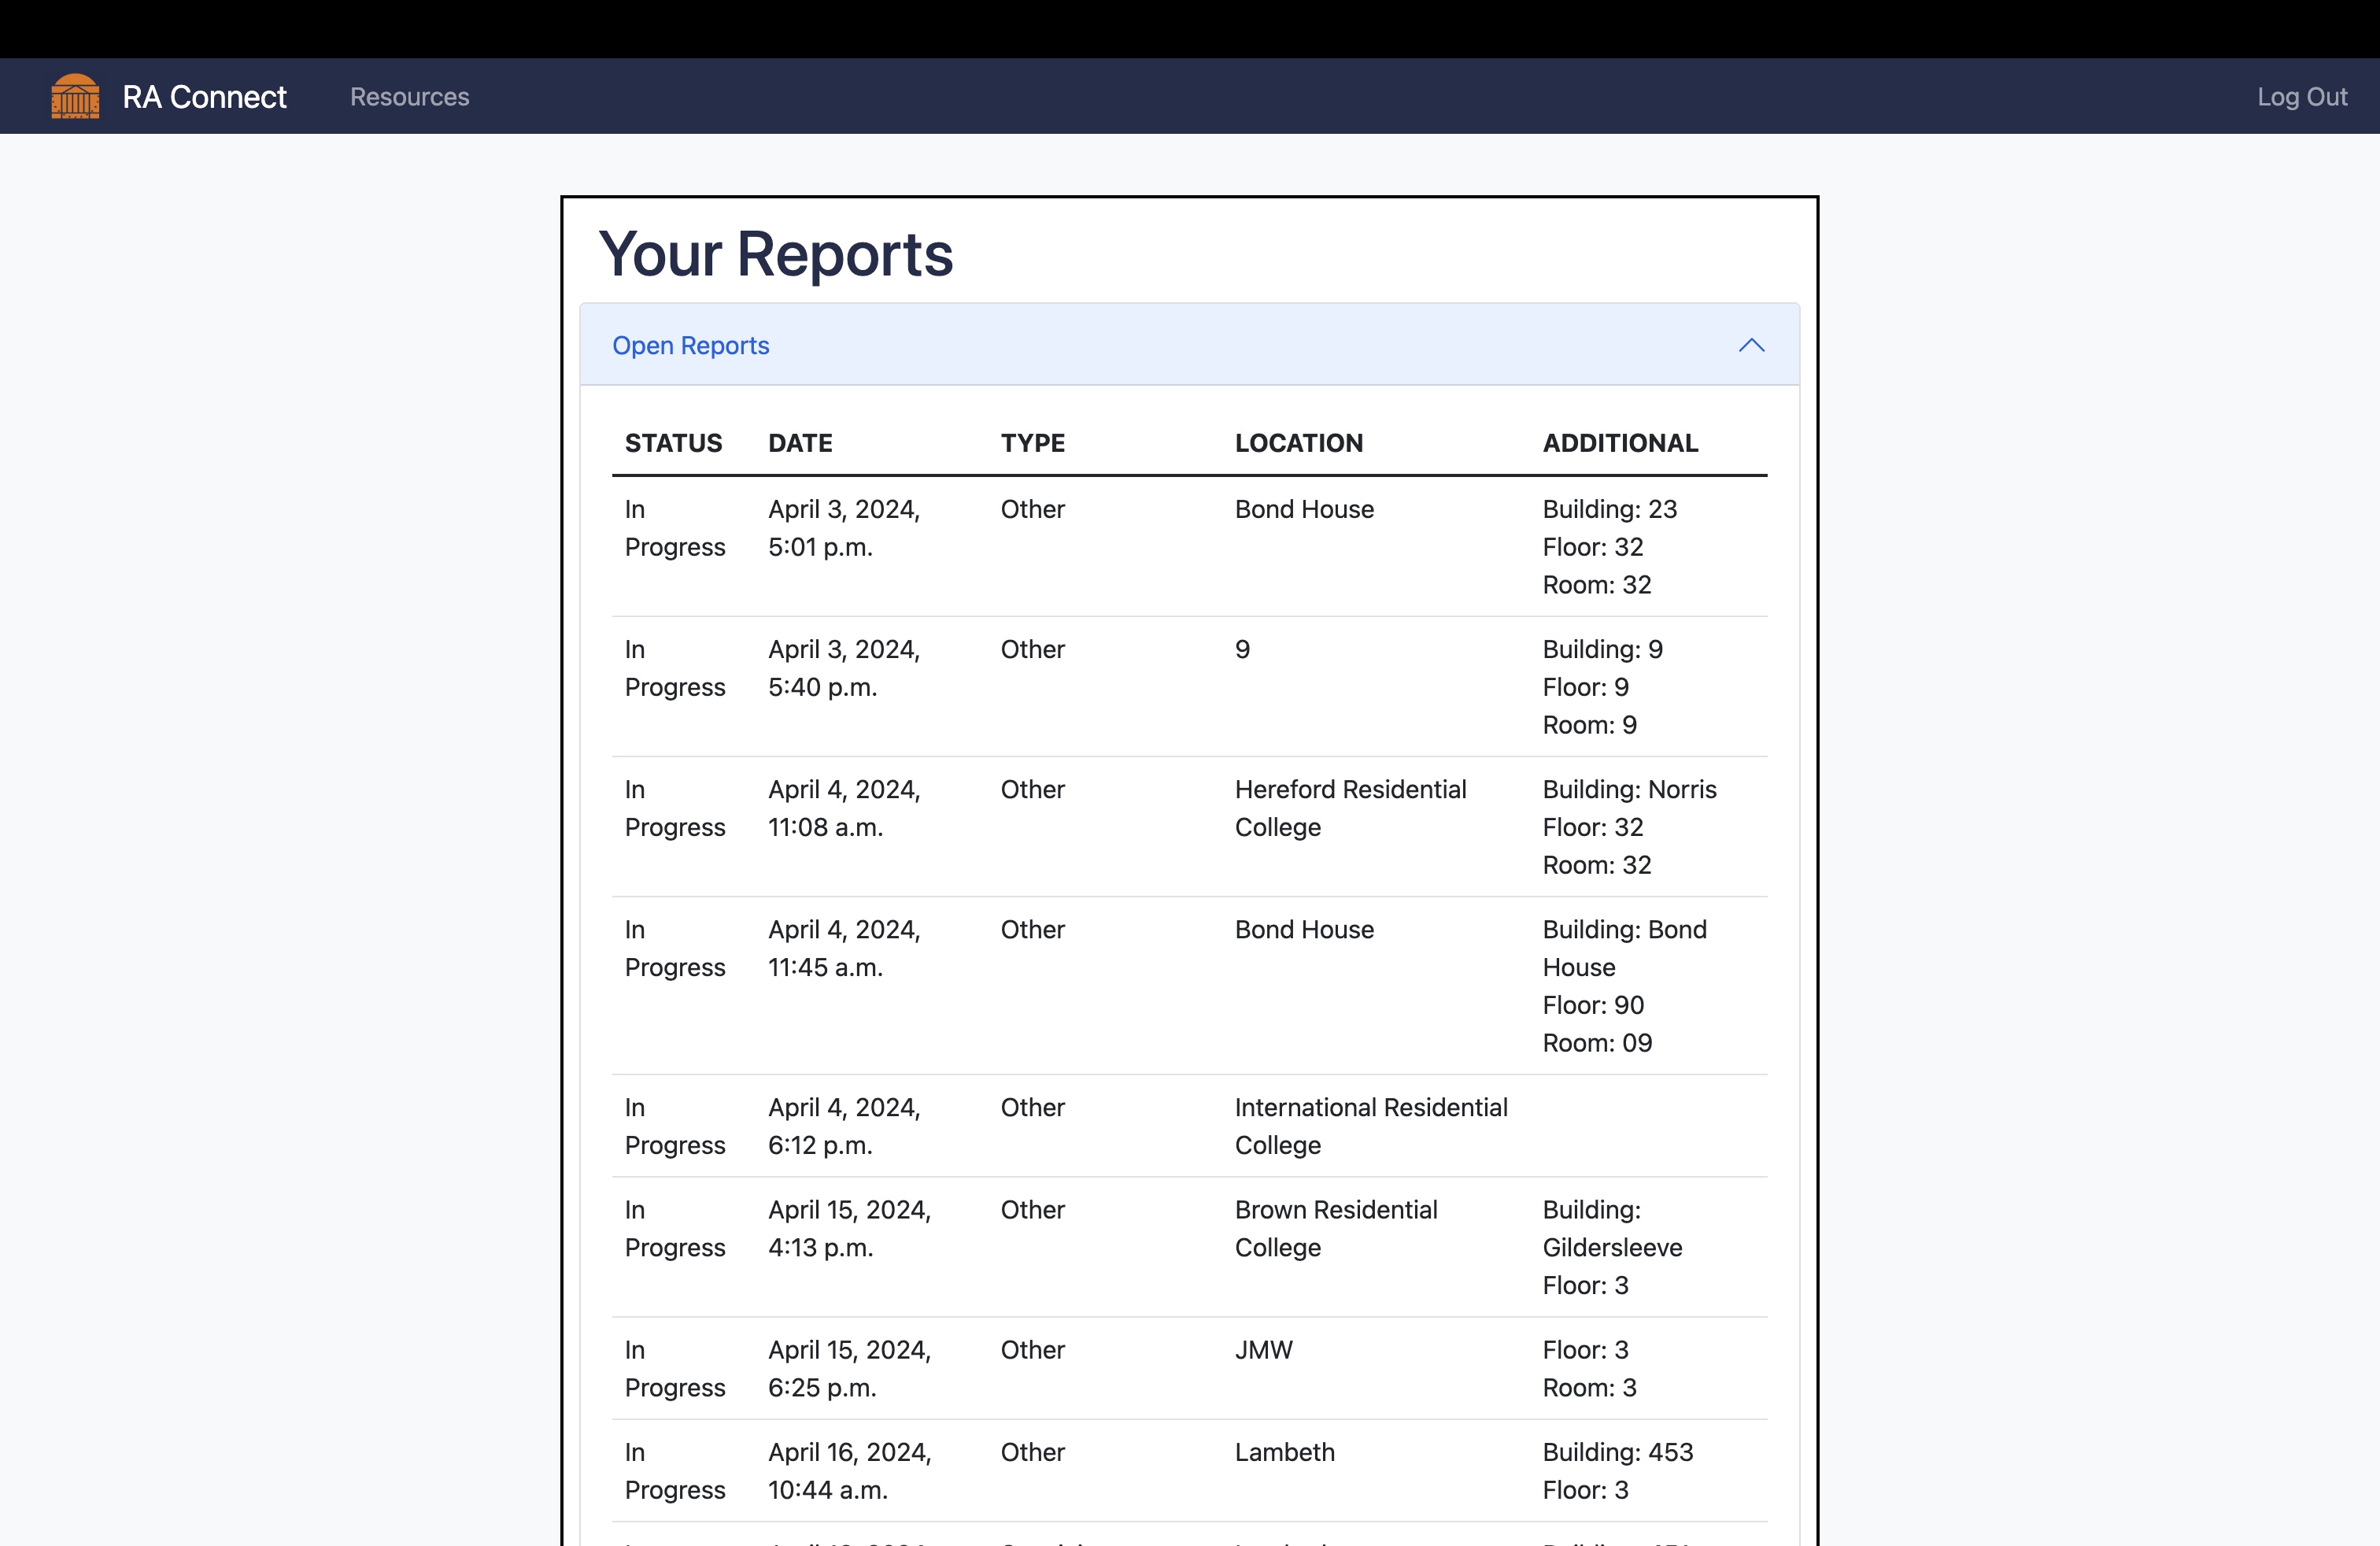 RA Connect Resources Log Out
Your Reports
Open Reports
STATUS DATE TYPE LOCATION ADDITIONAL
In April 3, 2024, Other Bond House Building: 23
Progress 5:01 p.m. Floor: 32
Room: 32
In April 3, 2024, Other 9 Building: 9
Progress 5:40 p.m. Floor: 9
Room: 9
In April 4, 2024, Other Hereford Residential Building: Norris
Progress 11:08 a.m. College Floor: 32
Room: 32
In April 4, 2024, Other Bond House Building: Bond
Progress 11:45 a.m. House
Floor: 90
Room: 09
In April 4, 2024, Other International Residential
Progress 6:12 p.m. College
In April 15, 2024, Other Brown Residential Building:
Progress 4:13 p.m. College Gildersleeve
Floor: 3
In April 15, 2024, Other JMW Floor: 3
Progress 6:25 p.m. Room: 3
In April 16, 2024, Other Lambeth Building: 453
Progress 10:44 a.m. Floor: 3